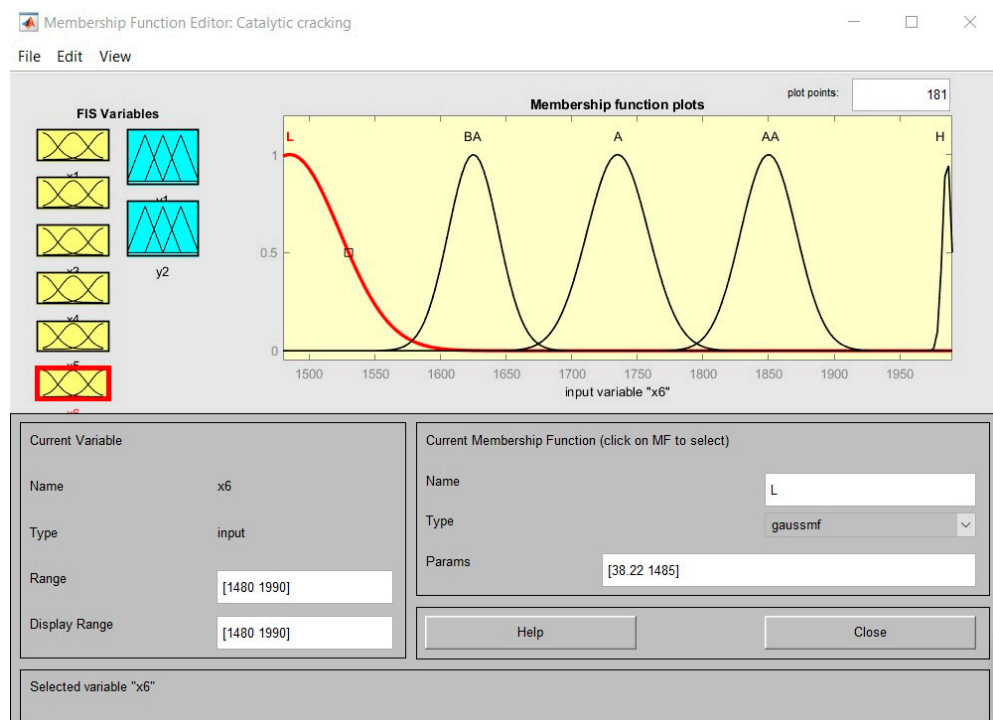 Membership Function Editor: Catalytic cracking
File Edit View
FIS Variables
y2
x6
Membership function plots
plot points: 181
L BA A AA H
1
0.5
0
1500 1550 1600 1650 1700 1750 1800 1850 1900 1950
input variable "x6"
Current Variable
Name x6
Type input
Range [1480 1990]
Display Range [1480 1990]
Current Membership Function (click on MF to select)
Name L
Type gaussmf
Params [38.22 1485]
Help Close
Selected variable "x6"